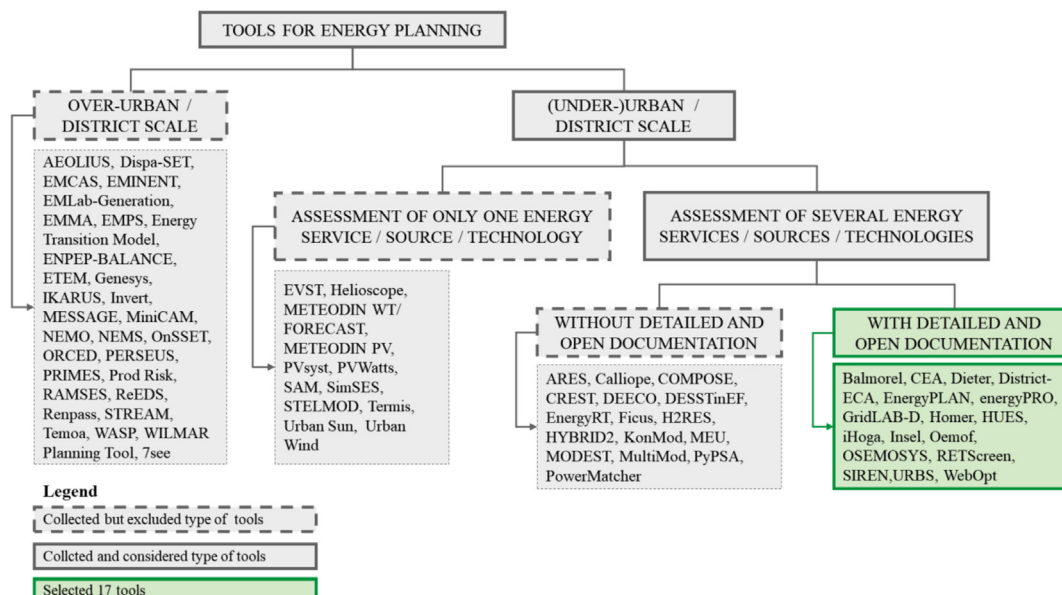 TOOLS FOR ENERGY PLANNING
OVER-URBAN /
DISTRICT SCALE
AEOLIUS, Dispa-SET,
EMCAS, EMINENT,
EMLab-Generation,
EMMA, EMPS, Energy
Transition Model,
ENPEP-BALANCE,
ETEM, Genesys,
IKARUS, Invert,
MESSAGE, MiniCAM,
NEMO, NEMS, OnSSET,
ORCED, PERSEUS,
PRIMES, Prod Risk,
RAMSES, ReEDS,
Renpass, STREAM,
Temoa, WASP, WILMAR
Planning Tool, 7see
(UNDER-)URBAN /
DISTRICT SCALE
ASSESSMENT OF ONLY ONE ENERGY
SERVICE / SOURCE / TECHNOLOGY
EVST, Helioscope,
METEODIN WT/
FORECAST,
METEODIN PV,
PVsyst, PVWatts,
SAM, SimSES,
STELMOD, Termis,
Urban Sun, Urban
Wind
ASSESSMENT OF SEVERAL ENERGY
SERVICES / SOURCES / TECHNOLOGIES
WITHOUT DETAILED AND
OPEN DOCUMENTATION
ARES, Calliope, COMPOSE,
CREST, DEECO, DESSTinEF,
EnergyRT, Ficus, H2RES,
HYBRID2, KonMod, MEU,
MODEST, MultiMod, PyPSA,
PowerMatcher
WITH DETAILED AND
OPEN DOCUMENTATION
Balmorel, CEA, Dieter, District-
ECA, EnergyPLAN, energyPRO,
GridLAB-D, Homer, HUES,
iHoga, Insel, Oemof,
OSEMOSYS, RETScreen,
SIREN,URBS, WebOpt
Legend
Collected but excluded type of tools
Collcted and considered type of tools
Selected 17 tools